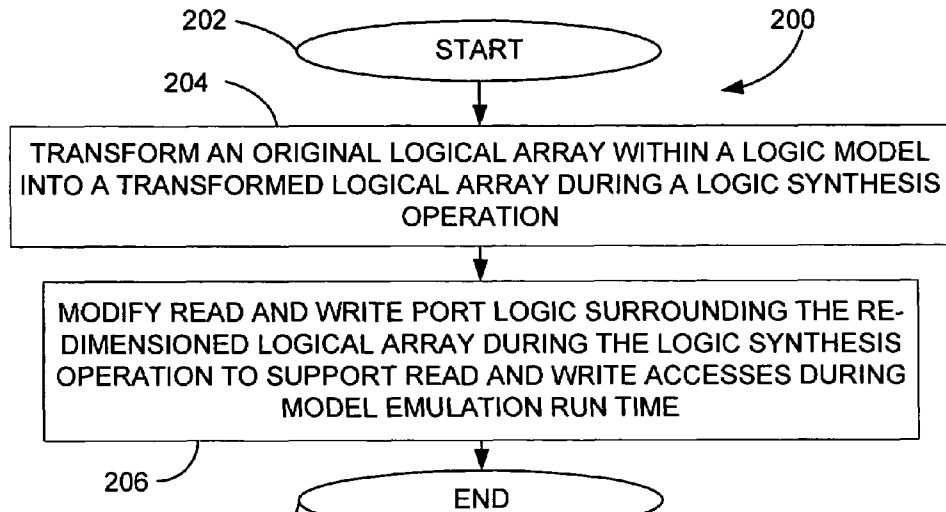 202
START
200
204
TRANSFORM AN ORIGINAL LOGICAL ARRAY WITHIN A LOGIC MODEL
INTO A TRANSFORMED LOGICAL ARRAY DURING A LOGIC SYNTHESIS
OPERATION
MODIFY READ AND WRITE PORT LOGIC SURROUNDING THE RE-
DIMENSIONED LOGICAL ARRAY DURING THE LOGIC SYNTHESIS
OPERATION TO SUPPORT READ AND WRITE ACCESSES DURING
MODEL EMULATION RUN TIME
206
END